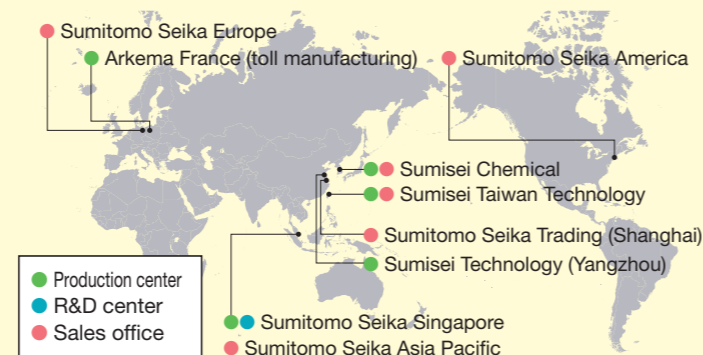 Sumitomo Seika Europe
Arkema France (toll manufacturing)
Sumitomo Seika America
Sumisei Chemical
Sumisei Taiwan Technology
Sumitomo Seika Trading (Shanghai)
Sumisei Technology (Yangzhou)
Production center
R&D center
Sales office
Sumitomo Seika Singapore
Sumitomo Seika Asia Pacific